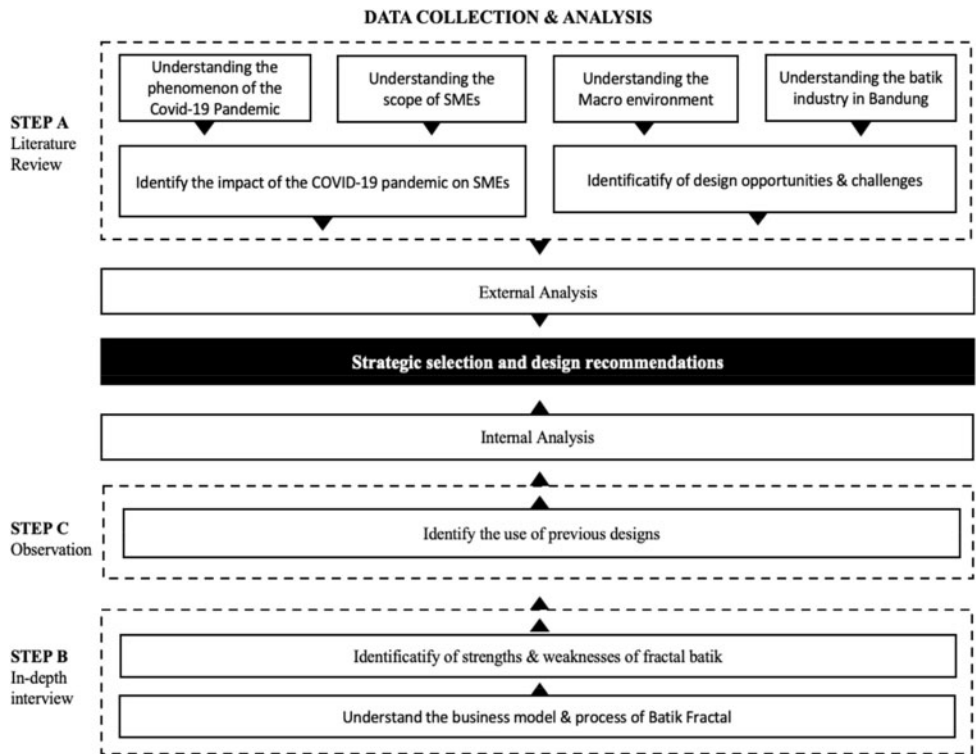 DATA COLLECTION & ANALYSIS
STEP A
Literature
Review
Understanding the
phenomenon of the
Covid-19 Pandemic
Understanding the
scope of SMEs
Understanding the
Macro environment
Understanding the batik
industry in Bandung
Identify the impact of the COVID-19 pandemic on SMEs
Identificatify of design opportunities & challenges
External Analysis
Strategic selection and design recommendations
Internal Analysis
STEP C
Observation
Identify the use of previous designs
STEP B
In-depth
interview
Identificatify of strengths & weaknesses of fractal batik
Understand the business model & process of Batik Fractal